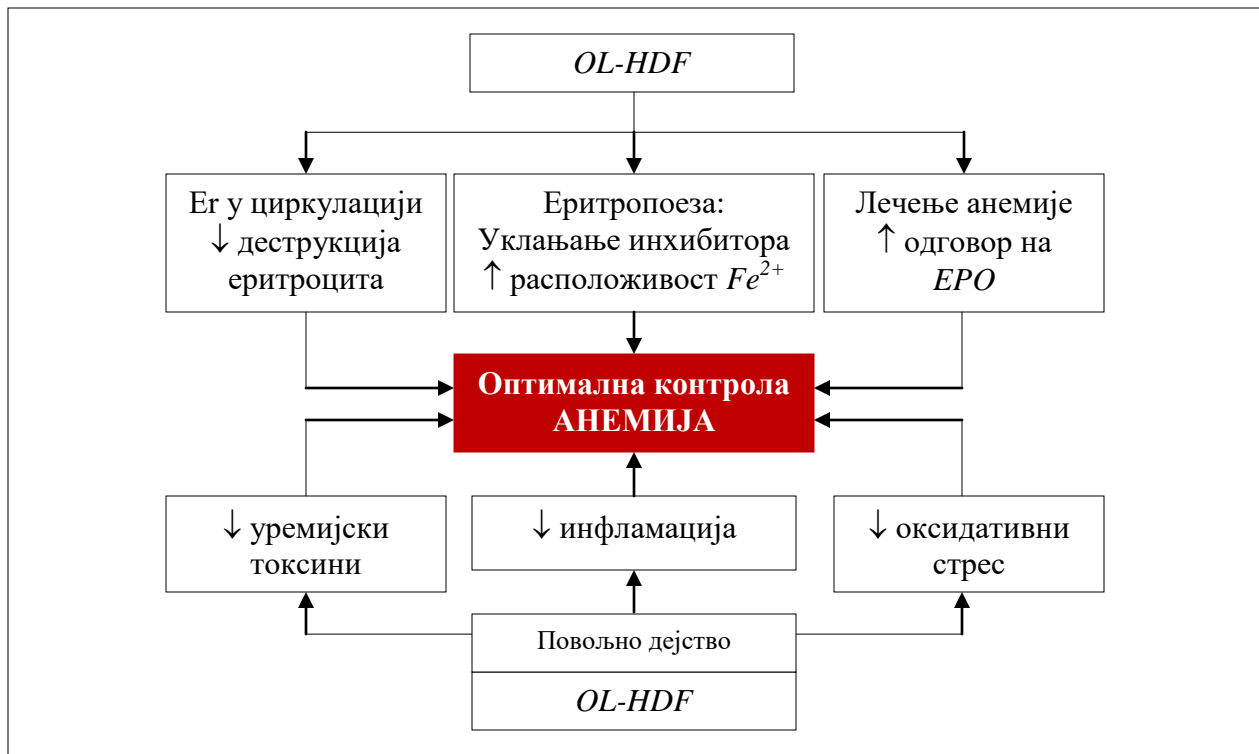 OL-HDF
Er у циркулацији
↓ деструкција
еритроцита
Еритропоеза:
Уклањање инхибитора
↑ расположивост Fe²⁺
Лечење анемије
↑ одговор на
EPO
Оптимална контрола
АНЕМИЈА
↓ уремијски
токсини
↓ инфламација
↓ оксидативни
стрес
Повољно дејство
OL-HDF